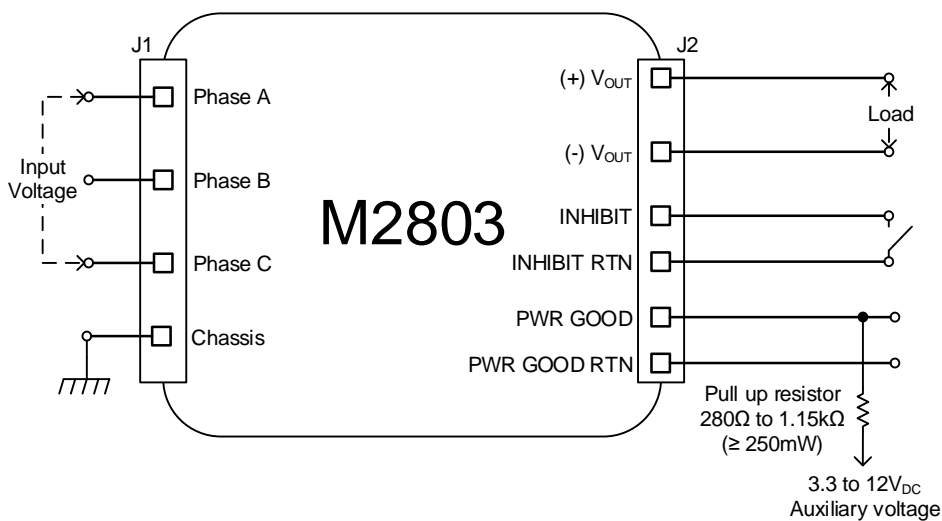 J1
J2
Phase A
Input
Voltage
Phase B
Phase C
Chassis
M2803
(+) VOUT
Load
(-) VOUT
INHIBIT
INHIBIT RTN
PWR GOOD
PWR GOOD RTN
Pull up resistor
280Ω to 1.15kΩ
(≥ 250mW)
3.3 to 12VDC
Auxiliary voltage